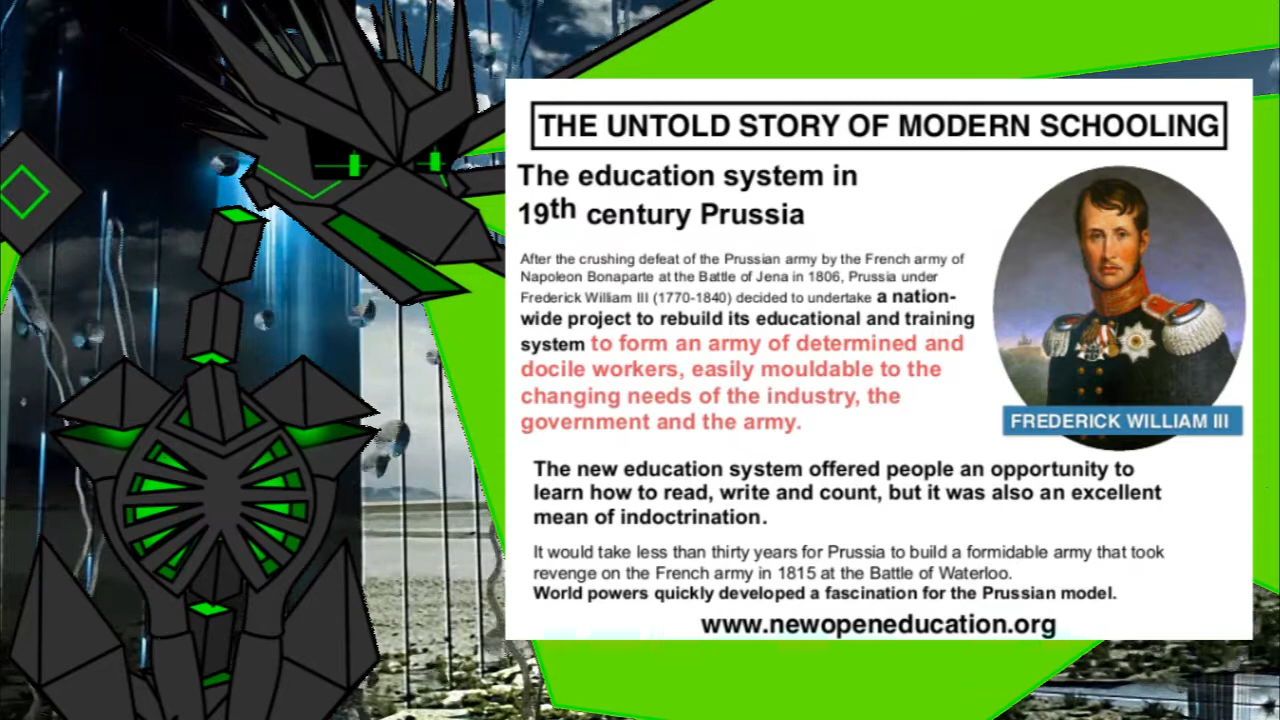 THE UNTOLD STORY OF MODERN SCHOOLING
The education system in
19th century Prussia
After the crushing defeat of the Prussian army by the French army of
Napoleon Bonaparte at the Battle of Jena in 1806, Prussia under
Frederick William III (1770-1840) decided to undertake a nation-
wide project to rebuild its educational and training
system to form an army of determined and
docile workers, easily mouldable to the
changing needs of the industry, the
government and the army.
FREDERICK WILLIAM III
The new education system offered people an opportunity to
learn how to read, write and count, but it was also an excellent
mean of indoctrination.
It would take less than thirty years for Prussia to build a formidable army that took
revenge on the French army in 1815 at the Battle of Waterloo.
World powers quickly developed a fascination for the Prussian model.
www.newopeneducation.org